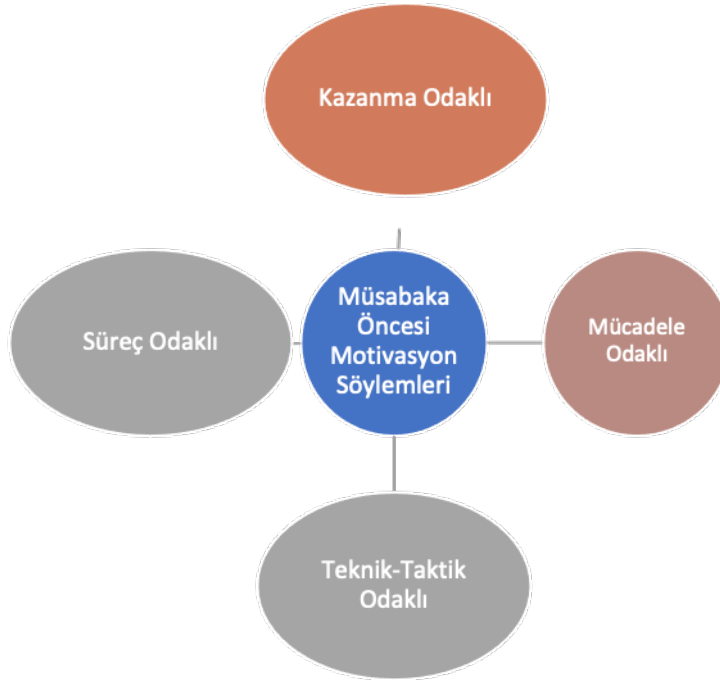 Kazanma Odaklı
Süreç Odaklı
Müsabaka
Öncesi
Motivasyon
Söylemleri
Mücadele
Odaklı
Teknik-Taktik
Odaklı